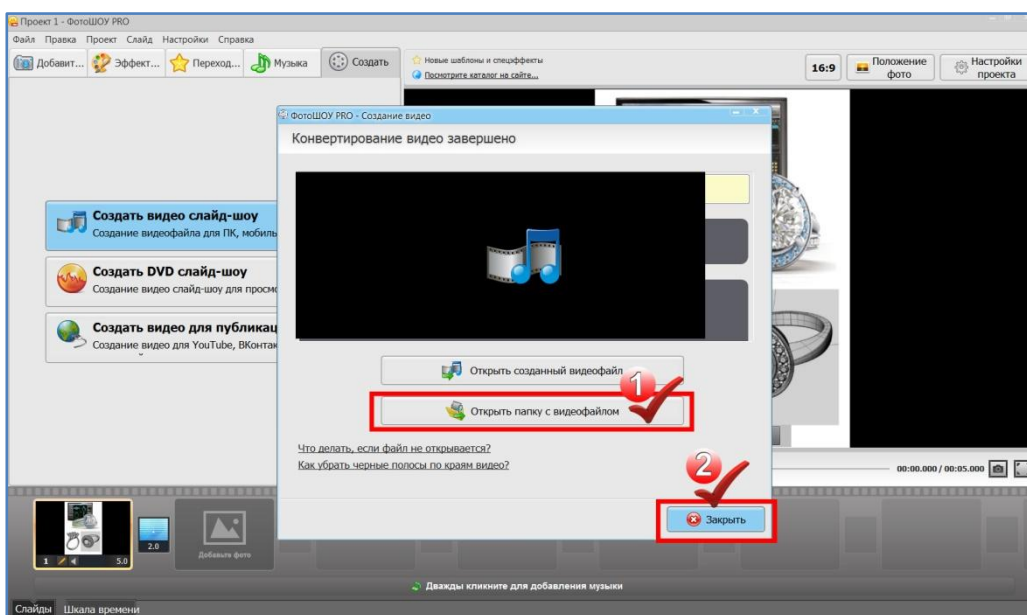 Проект 1 - ФотоШОУ PRO
Файл Правка Проект Слайд Настройки Справка
Добавит... Эффект... Переход... Музыка Создать
Новые шаблоны и спецэффекты
Посмотрите каталог на сайте...
16:9
Положение фото
Настройки проекта
ФотоШОУ PRO - Создание видео
Конвертирование видео завершено
Создать видео слайд-шоу
Создание видеофайла для ПК, мобиль
Создать DVD слайд-шоу
Создание видео слайд-шоу для просмо
Создать видео для публикац
Создание видео для YouTube, ВКонтак
Открыть созданный видеофайл
1
Открыть папку с видеофайлом
Что делать, если файл не открывается?
Как убрать черные полосы по краям видео?
2
Закрыть
00:00.000 / 00:05.000
1 5.0
2.0
Добавьте фото
Дважды кликните для добавления музыки
Слайды Шкала времени